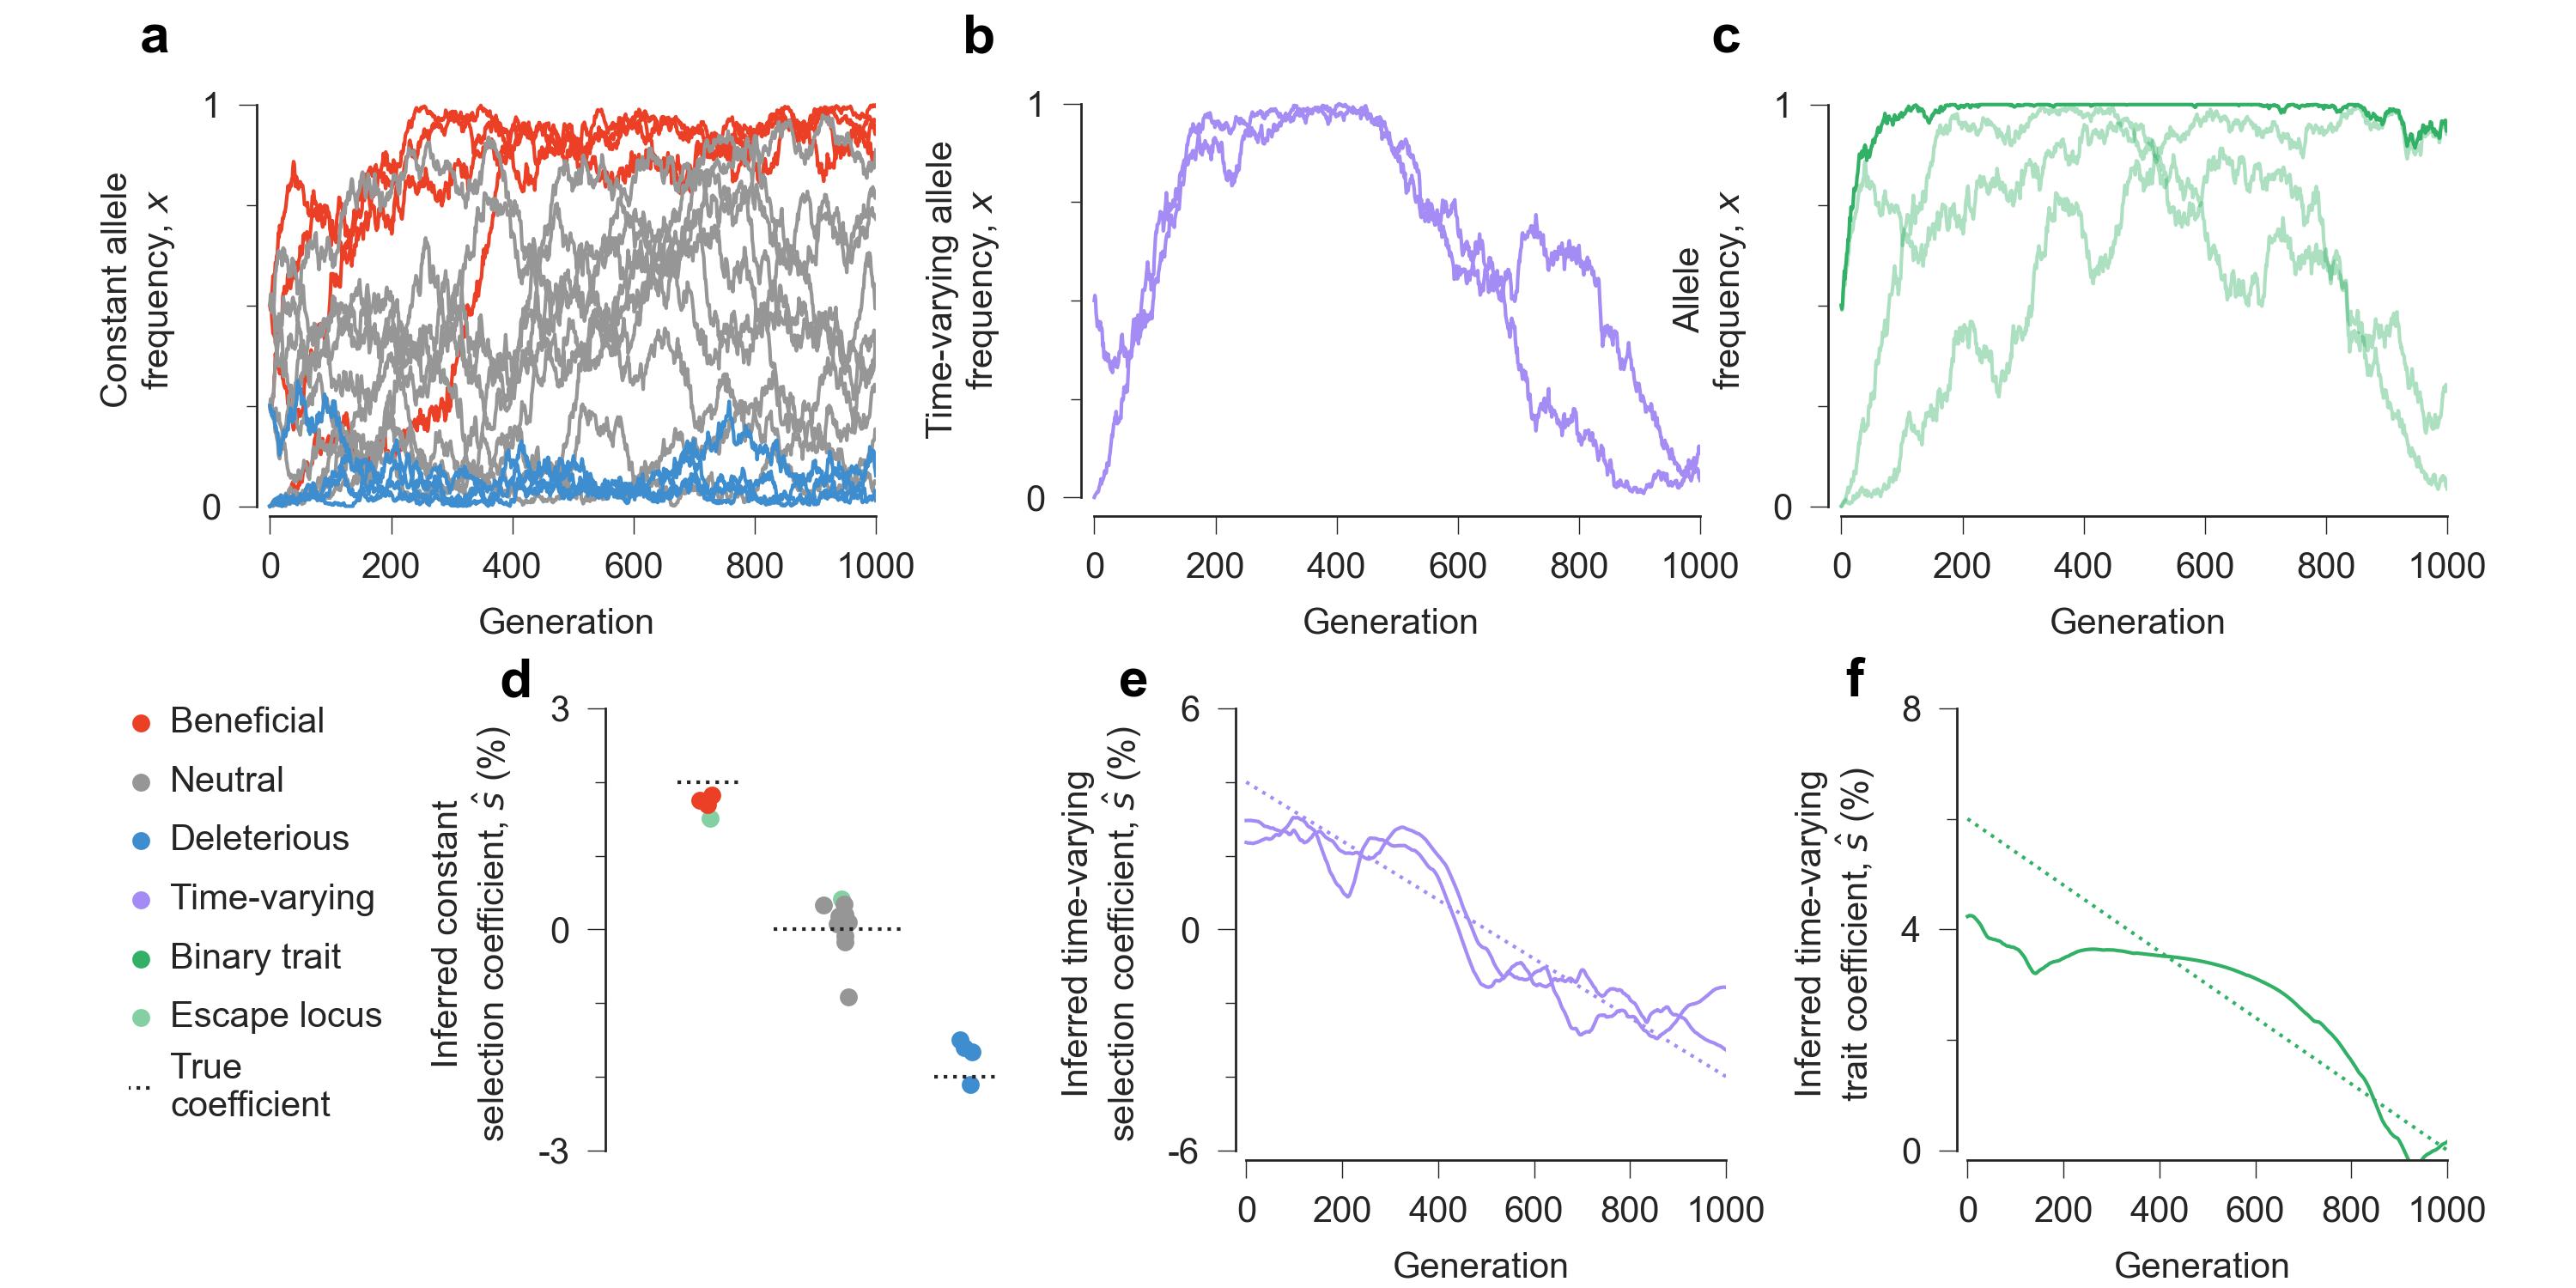 a
Constant allele
frequency, x
1
0
0 200 400 600 800 1000
Generation
b
Time-varying allele
frequency, x
1
0
0 200 400 600 800 1000
Generation
c
Allele
frequency, x
1
0
0 200 400 600 800 1000
Generation
Beneficial
Neutral
Deleterious
Time-varying
Binary trait
Escape locus
True
coefficient
d
Inferred constant
selection coefficient, ŝ (%)
3
0
-3
e
Inferred time-varying
selection coefficient, ŝ (%)
6
0
-6
0 200 400 600 800 1000
Generation
f
Inferred time-varying
trait coefficient, ŝ (%)
8
4
0
0 200 400 600 800 1000
Generation